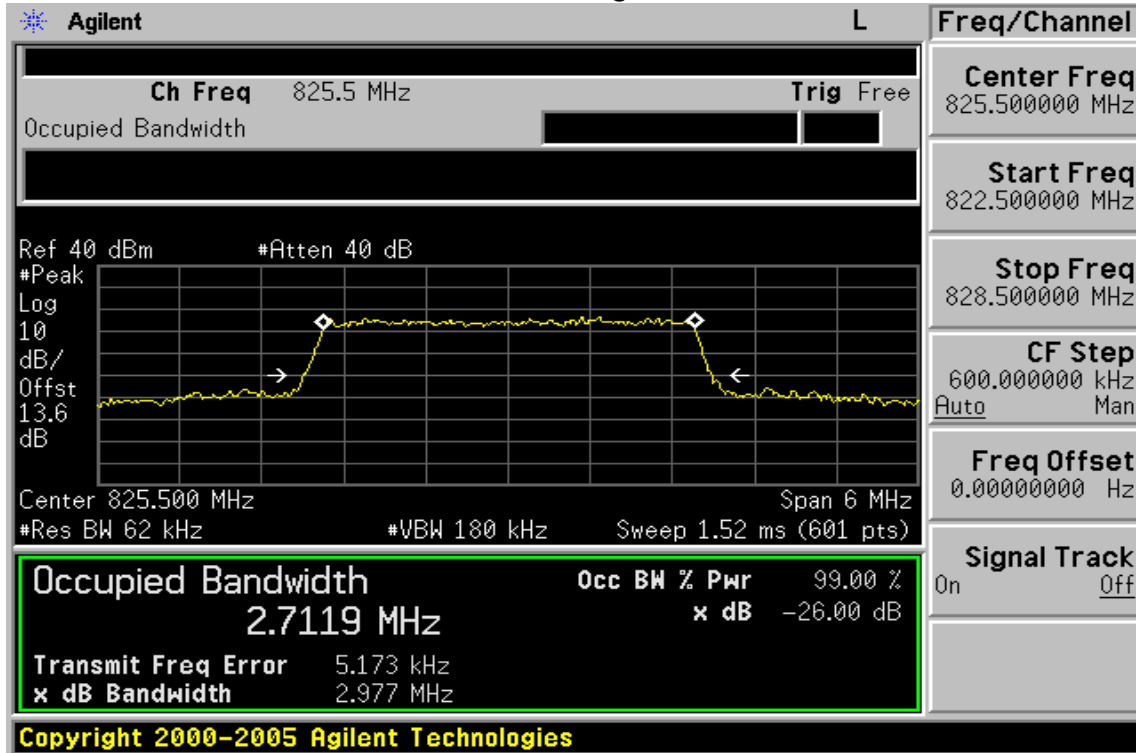 Agilent L Freq/Channel
Ch Freq 825.5 MHz Trig Free
Occupied Bandwidth
Center Freq
825.500000 MHz
Start Freq
822.500000 MHz
Stop Freq
828.500000 MHz
CF Step
600.000000 kHz
Auto Man
Freq Offset
0.00000000 Hz
Signal Track
On Off
Ref 40 dBm #Atten 40 dB
#Peak
Log
10
dB/
Offst
13.6
dB
Center 825.500 MHz Span 6 MHz
#Res BW 62 kHz #VBW 180 kHz Sweep 1.52 ms (601 pts)
Occupied Bandwidth Occ BW % Pwr 99.00 %
2.7119 MHz x dB -26.00 dB
Transmit Freq Error 5.173 kHz
x dB Bandwidth 2.977 MHz
Copyright 2000-2005 Agilent Technologies